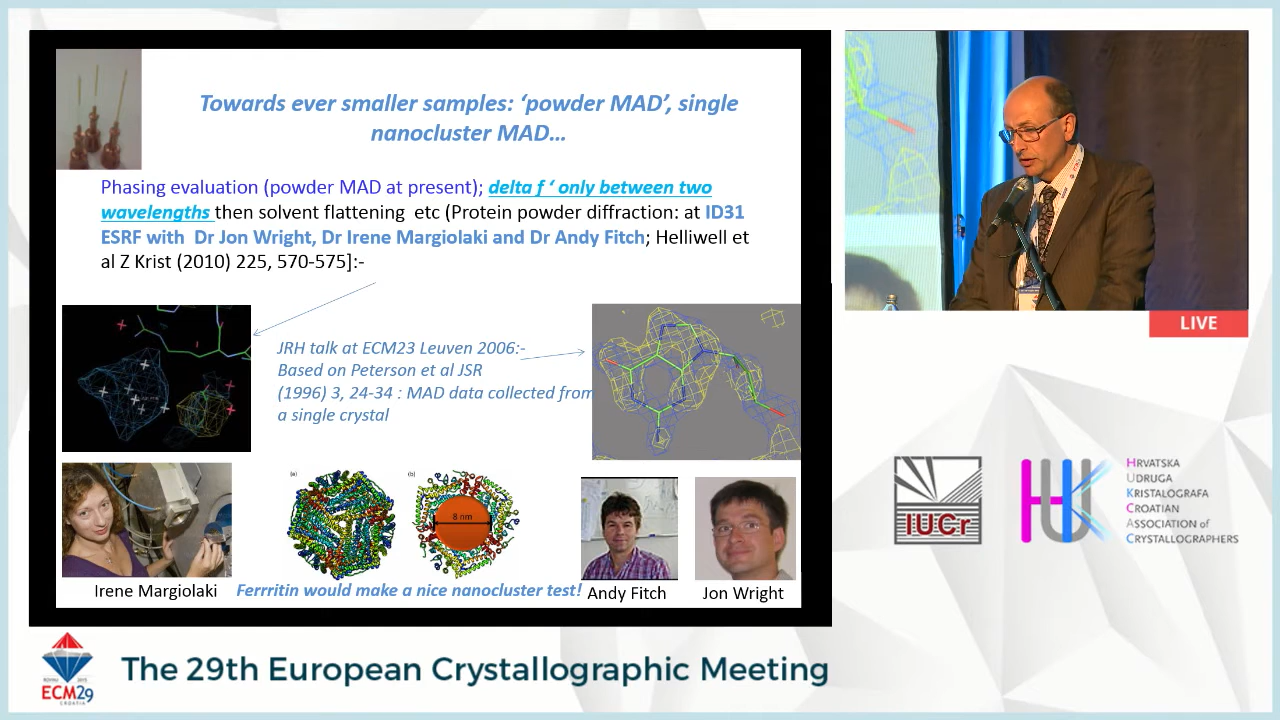 Towards ever smaller samples: ‘powder MAD’, single
nanocluster MAD…
Phasing evaluation (powder MAD at present); delta f ‘ only between two
wavelengths then solvent flattening etc (Protein powder diffraction: at ID31
ESRF with Dr Jon Wright, Dr Irene Margiolaki and Dr Andy Fitch; Helliwell et
al Z Krist (2010) 225, 570-575]:-
JRH talk at ECM23 Leuven 2006:-
Based on Peterson et al JSR
(1996) 3, 24-34 : MAD data collected from
a single crystal
(a)
(b)
8 nm
Irene Margiolaki
Ferrritin would make a nice nanocluster test!
Andy Fitch
Jon Wright
LIVE
IUCr
HUK
HRVATSKA
UDRUGA
KRISTALOGRAFA
CROATIAN
ASSOCIATION of
CRYSTALLOGRAPHERS
ROVINJ 2015
ECM29
CROATIA
The 29th European Crystallographic Meeting